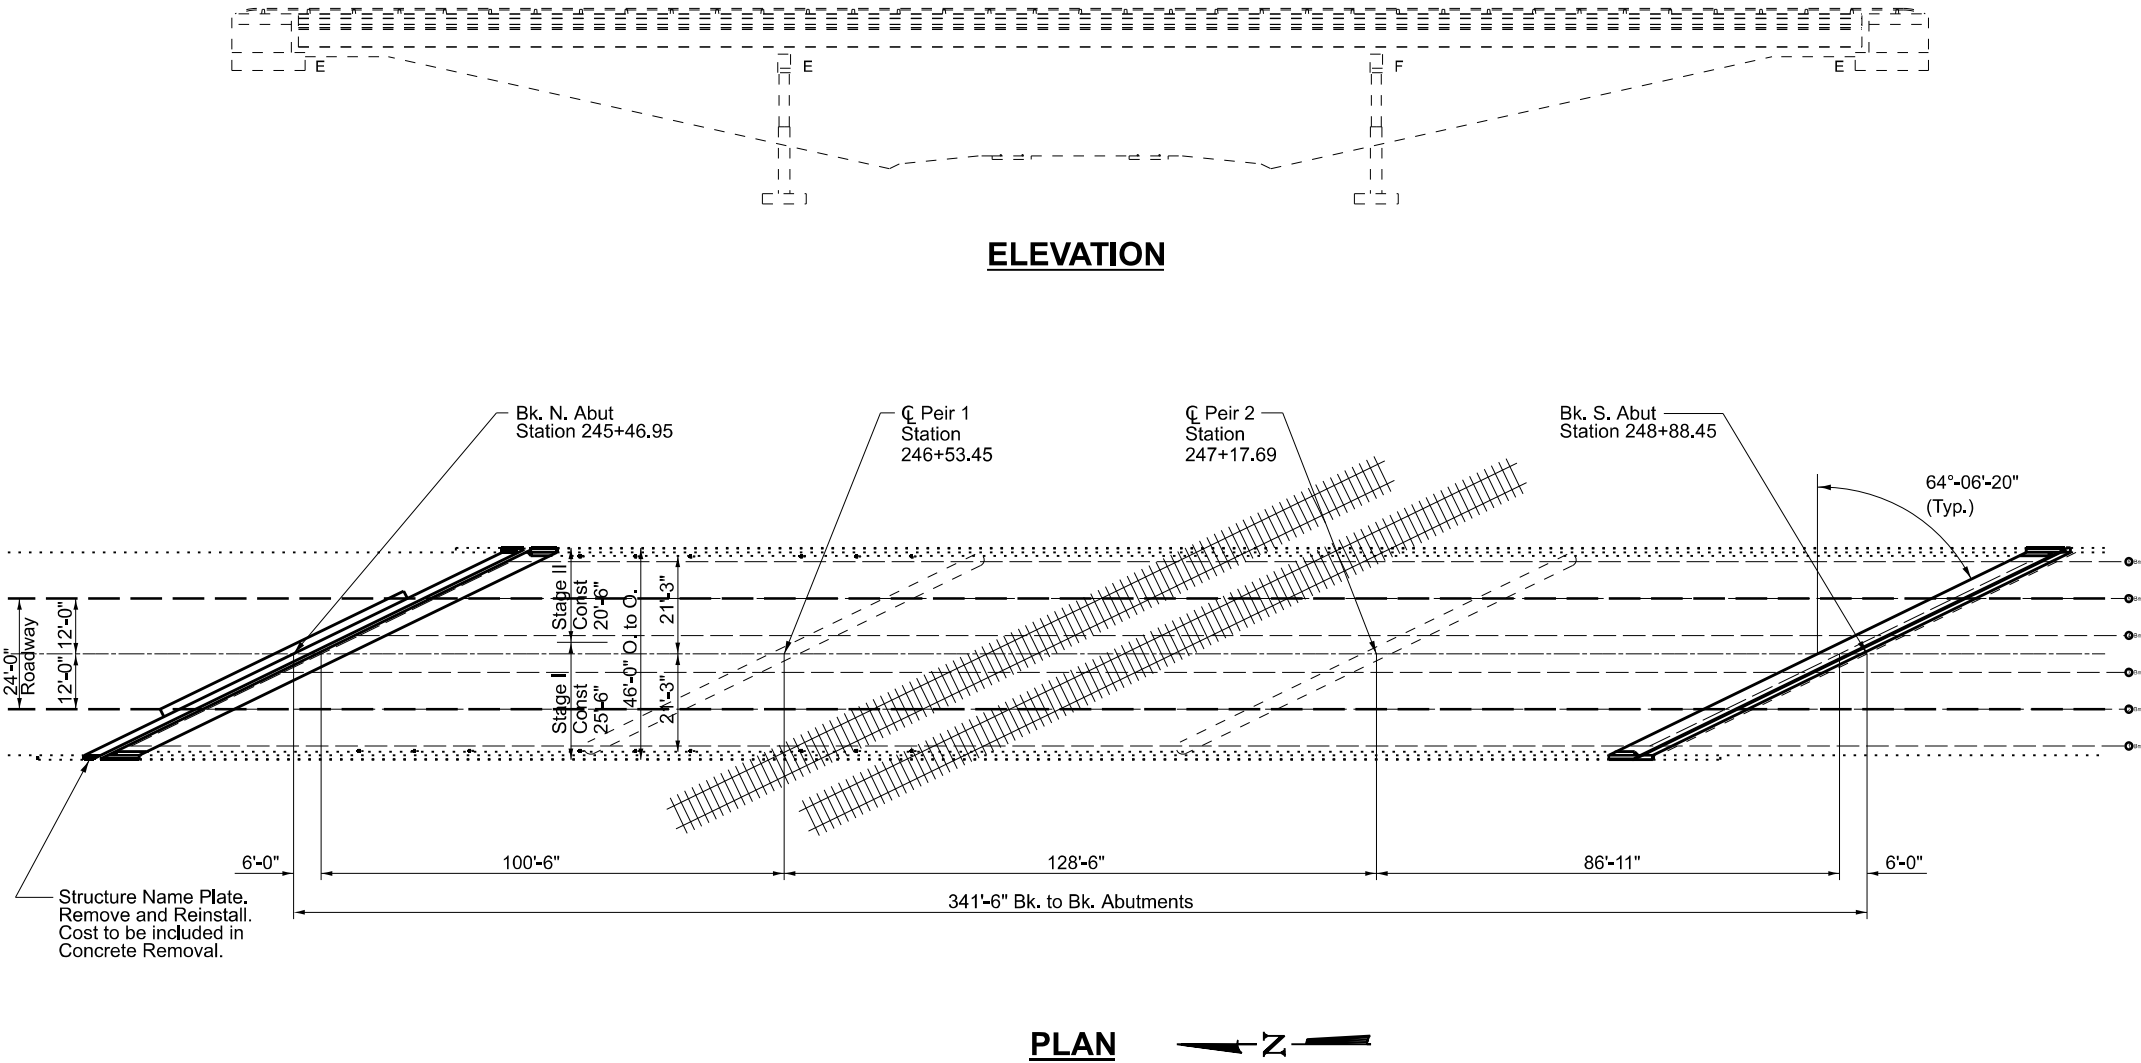 E
E
F
E
ELEVATION
Bk. N. Abut
Station 245+46.95
℄ Peir 1
Station
246+53.45
℄ Peir 2
Station
247+17.69
Bk. S. Abut
Station 248+88.45
64°-06'-20"
(Typ.)
24'-0"
Roadway
12'-0"
12'-0"
Stage II
Const
20'-6"
Stage I
Const
25'-6"
46'-0" O. to O.
21'-3"
21'-3"
6'-0"
100'-6"
128'-6"
86'-11"
6'-0"
341'-6" Bk. to Bk. Abutments
Structure Name Plate.
Remove and Reinstall.
Cost to be included in
Concrete Removal.
PLAN
Z